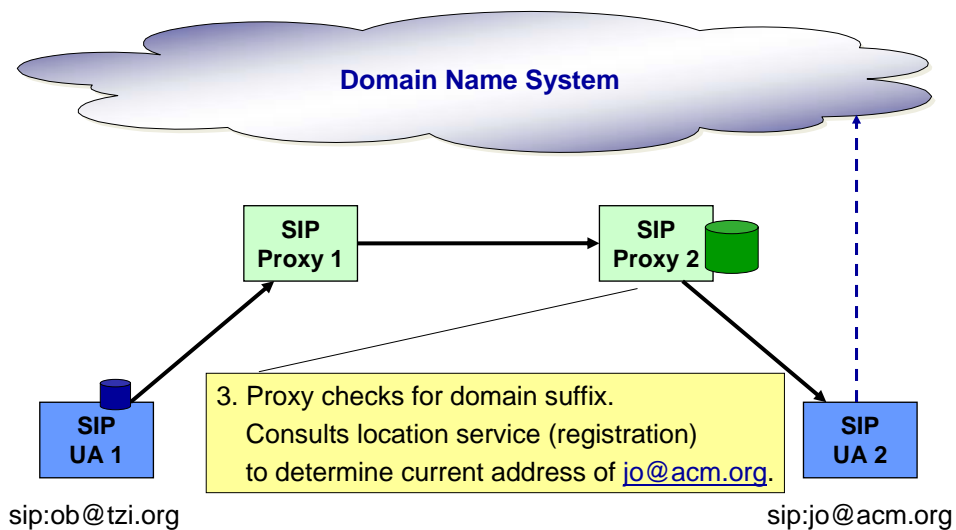 Domain Name System
SIP
Proxy 1
SIP
Proxy 2
3. Proxy checks for domain suffix.
Consults location service (registration)
to determine current address of jo@acm.org.
SIP
UA 1
SIP
UA 2
sip:ob@tzi.org
sip:jo@acm.org